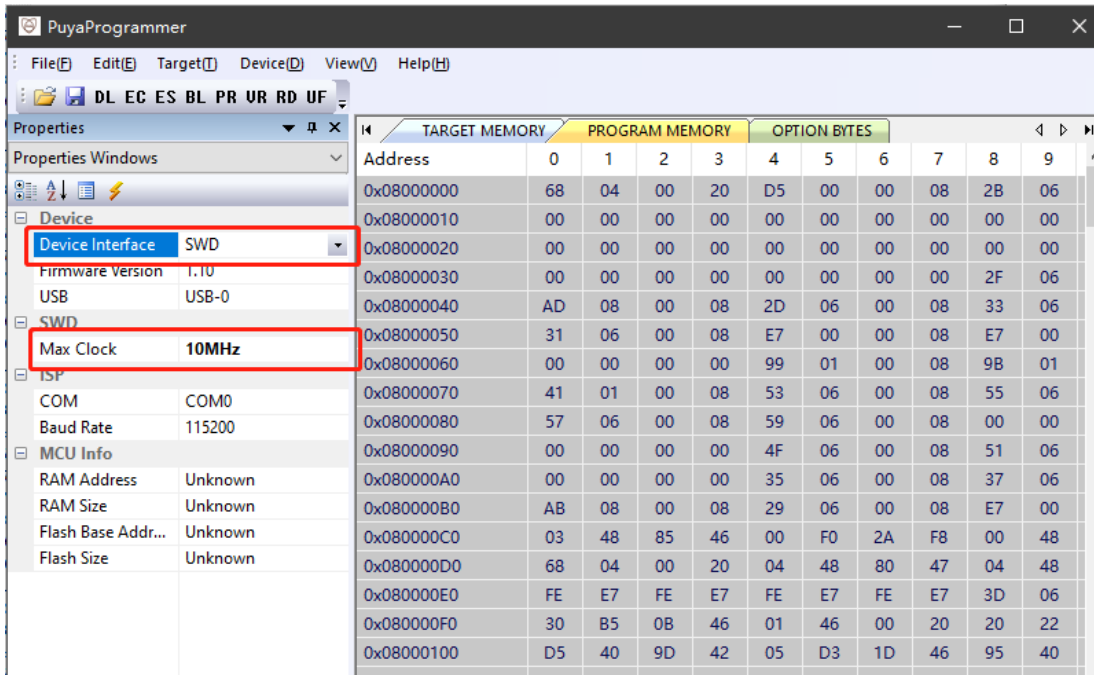 PuyaProgrammer
File(F) Edit(E) Target(T) Device(D) View(V) Help(H)
DL EC ES BL PR VR RD UF
Properties
Properties Windows
Device
Device Interface SWD
Firmware Version 1.10
USB USB-0
SWD
Max Clock 10MHz
ISP
COM COM0
Baud Rate 115200
MCU Info
RAM Address Unknown
RAM Size Unknown
Flash Base Addr... Unknown
Flash Size Unknown
TARGET MEMORY PROGRAM MEMORY OPTION BYTES
Address 0 1 2 3 4 5 6 7 8 9
0x08000000 68 04 00 20 D5 00 00 08 2B 06
0x08000010 00 00 00 00 00 00 00 00 00 00
0x08000020 00 00 00 00 00 00 00 00 00 00
0x08000030 00 00 00 00 00 00 00 00 2F 06
0x08000040 AD 08 00 08 2D 06 00 08 33 06
0x08000050 31 06 00 08 E7 00 00 08 E7 00
0x08000060 00 00 00 00 99 01 00 08 9B 01
0x08000070 41 01 00 08 53 06 00 08 55 06
0x08000080 57 06 00 08 59 06 00 08 00 00
0x08000090 00 00 00 00 4F 06 00 08 51 06
0x080000A0 00 00 00 00 35 06 00 08 37 06
0x080000B0 AB 08 00 08 29 06 00 08 E7 00
0x080000C0 03 48 85 46 00 F0 2A F8 00 48
0x080000D0 68 04 00 20 04 48 80 47 04 48
0x080000E0 FE E7 FE E7 FE E7 FE E7 3D 06
0x080000F0 30 B5 0B 46 01 46 00 20 20 22
0x08000100 D5 40 9D 42 05 D3 1D 46 95 40